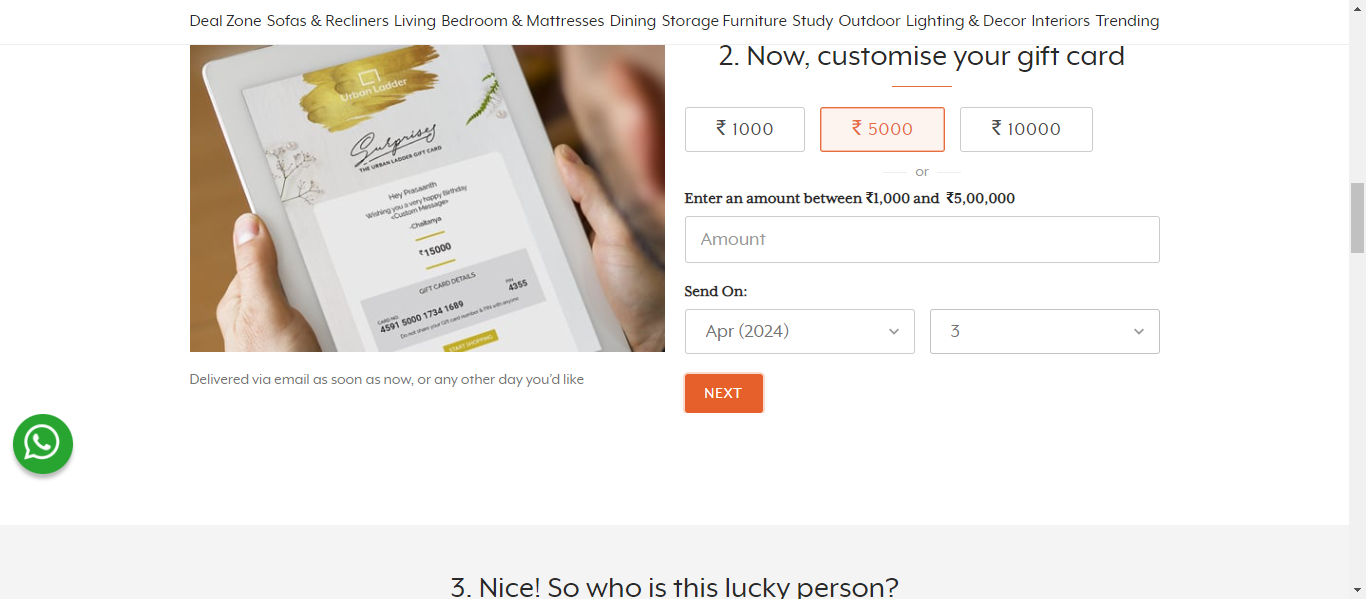 Deal Zone Sofas & Recliners Living Bedroom & Mattresses Dining Storage Furniture Study Outdoor Lighting & Decor Interiors Trending
Urban Ladder
Surprises
THE URBAN LADDER GIFT CARD
Hey Prasaanth
Wishing you a very happy Birthday
<Custom Message>
-Chaitanya
₹15000
GIFT CARD DETAILS
CARD NO. PIN
4591 5000 1734 1689 4355
Do not share your Gift card number & PIN with anyone
START SHOPPING
Delivered via email as soon as now, or any other day you'd like
2. Now, customise your gift card
₹ 1000 ₹ 5000 ₹ 10000
or
Enter an amount between ₹1,000 and ₹5,00,000
Amount
Send On:
Apr (2024) 3
NEXT
3. Nice! So who is this lucky person?